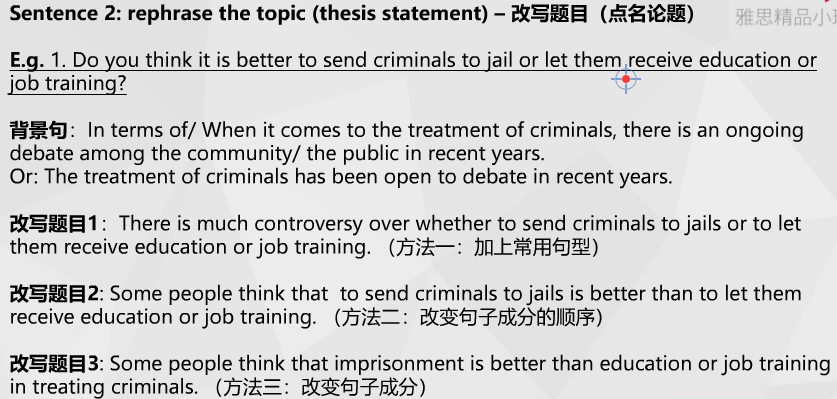 Sentence 2: rephrase the topic (thesis statement) – 改写题目（点名论题）
雅思精品小班
E.g. 1. Do you think it is better to send criminals to jail or let them receive education or
job training?
背景句：In terms of/ When it comes to the treatment of criminals, there is an ongoing
debate among the community/ the public in recent years.
Or: The treatment of criminals has been open to debate in recent years.
改写题目1：There is much controversy over whether to send criminals to jails or to let
them receive education or job training. （方法一：加上常用句型）
改写题目2: Some people think that  to send criminals to jails is better than to let them
receive education or job training. （方法二：改变句子成分的顺序）
改写题目3: Some people think that imprisonment is better than education or job training
in treating criminals. （方法三：改变句子成分）